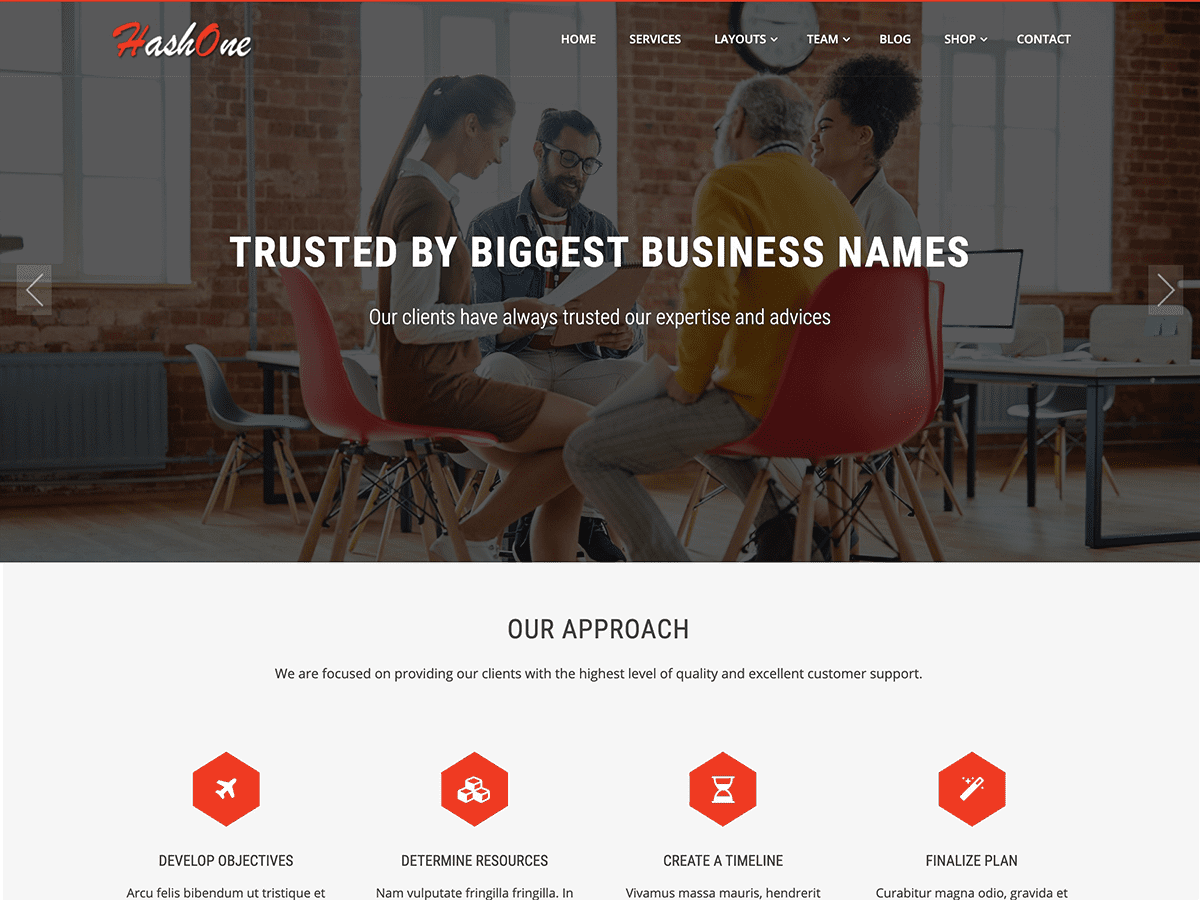 HashOne
HOME SERVICES LAYOUTS TEAM BLOG SHOP CONTACT
TRUSTED BY BIGGEST BUSINESS NAMES
Our clients have always trusted our expertise and advices
OUR APPROACH
We are focused on providing our clients with the highest level of quality and excellent customer support.
DEVELOP OBJECTIVES DETERMINE RESOURCES CREATE A TIMELINE FINALIZE PLAN
Arcu felis bibendum ut tristique et Nam vulputate fringilla fringilla. In Vivamus massa mauris, hendrerit Curabitur magna odio, gravida et